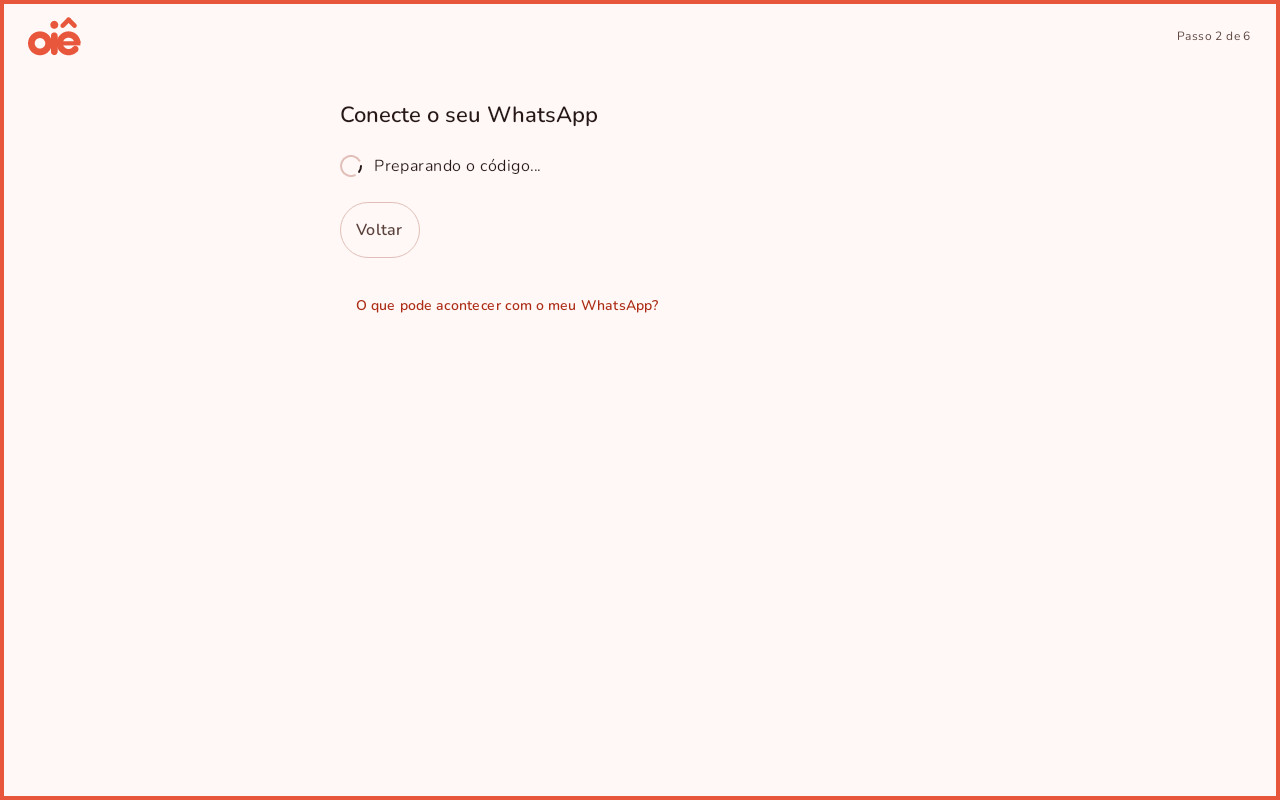 oiê
Passo 2 de 6
Conecte o seu WhatsApp
Preparando o código...
Voltar
O que pode acontecer com o meu WhatsApp?